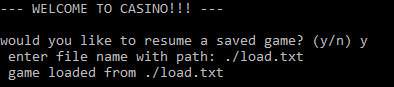 --- WELCOME TO CASINO!!! ---
would you like to resume a saved game? (y/n) y
enter file name with path: ./load.txt
game loaded from ./load.txt